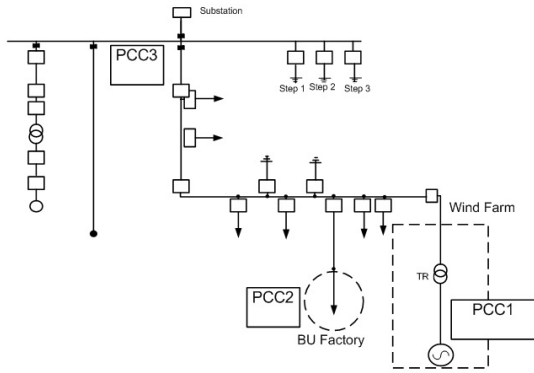 Substation
PCC3
Step 1
Step 2
Step 3
Wind Farm
TR
PCC2
PCC1
BU Factory